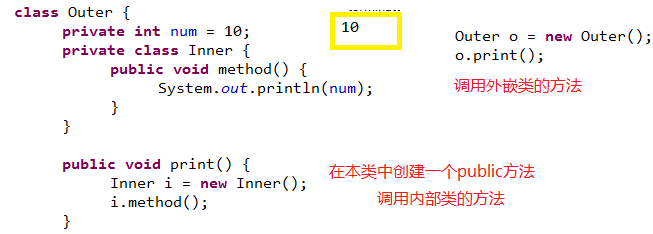 class Outer {
private int num = 10;
private class Inner {
public void method() {
System.out.println(num);
}
}
public void print() {
Inner i = new Inner();
i.method();
}
10
Outer o = new Outer();
o.print();
调用外嵌类的方法
在本类中创建一个public方法
调用内部类的方法